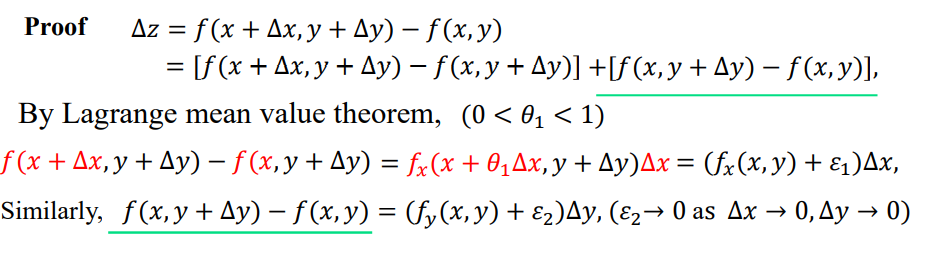 Proof Δz = f(x + Δx, y + Δy) − f(x, y)
= [f(x + Δx, y + Δy) − f(x, y + Δy)] +[f(x, y + Δy) − f(x, y)],
By Lagrange mean value theorem, (0 < θ₁ < 1)
f(x + Δx, y + Δy) − f(x, y + Δy) = fₓ(x + θ₁Δx, y + Δy)Δx = (fₓ(x, y) + ε₁)Δx,
Similarly, f(x, y + Δy) − f(x, y) = (f_y(x, y) + ε₂)Δy, (ε₂→ 0 as Δx → 0, Δy → 0)